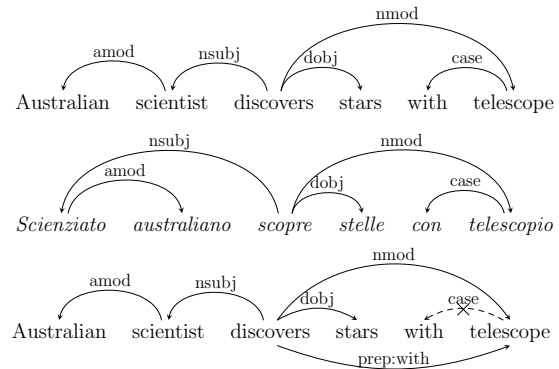 nmod
amod nsubj dobj case
Australian scientist discovers stars with telescope
nsubj nmod
amod dobj case
Scienziato australiano scopre stelle con telescopio
nmod
amod nsubj dobj case
Australian scientist discovers stars with telescope
prep:with